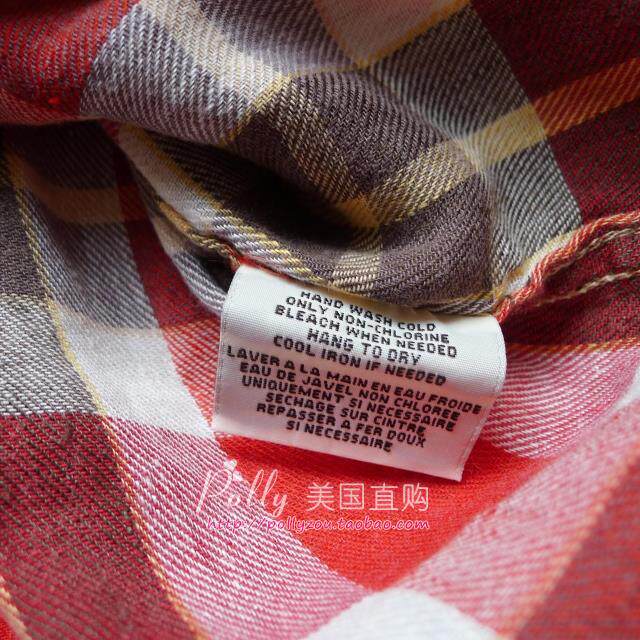 HAND WASH COLD
ONLY NON-CHLORINE
BLEACH WHEN NEEDED
HANG TO DRY
COOL IRON IF NEEDED
LAVER A LA MAIN EN EAU FROIDE
EAU DE JAVEL NON CHLOREE
UNIQUEMENT SI NECESSAIRE
SECHAGE SUR CINTRE
REPASSER A FER DOUX
SI NECESSAIRE
Polly 美国直购
http://pollyzou.taobao.com